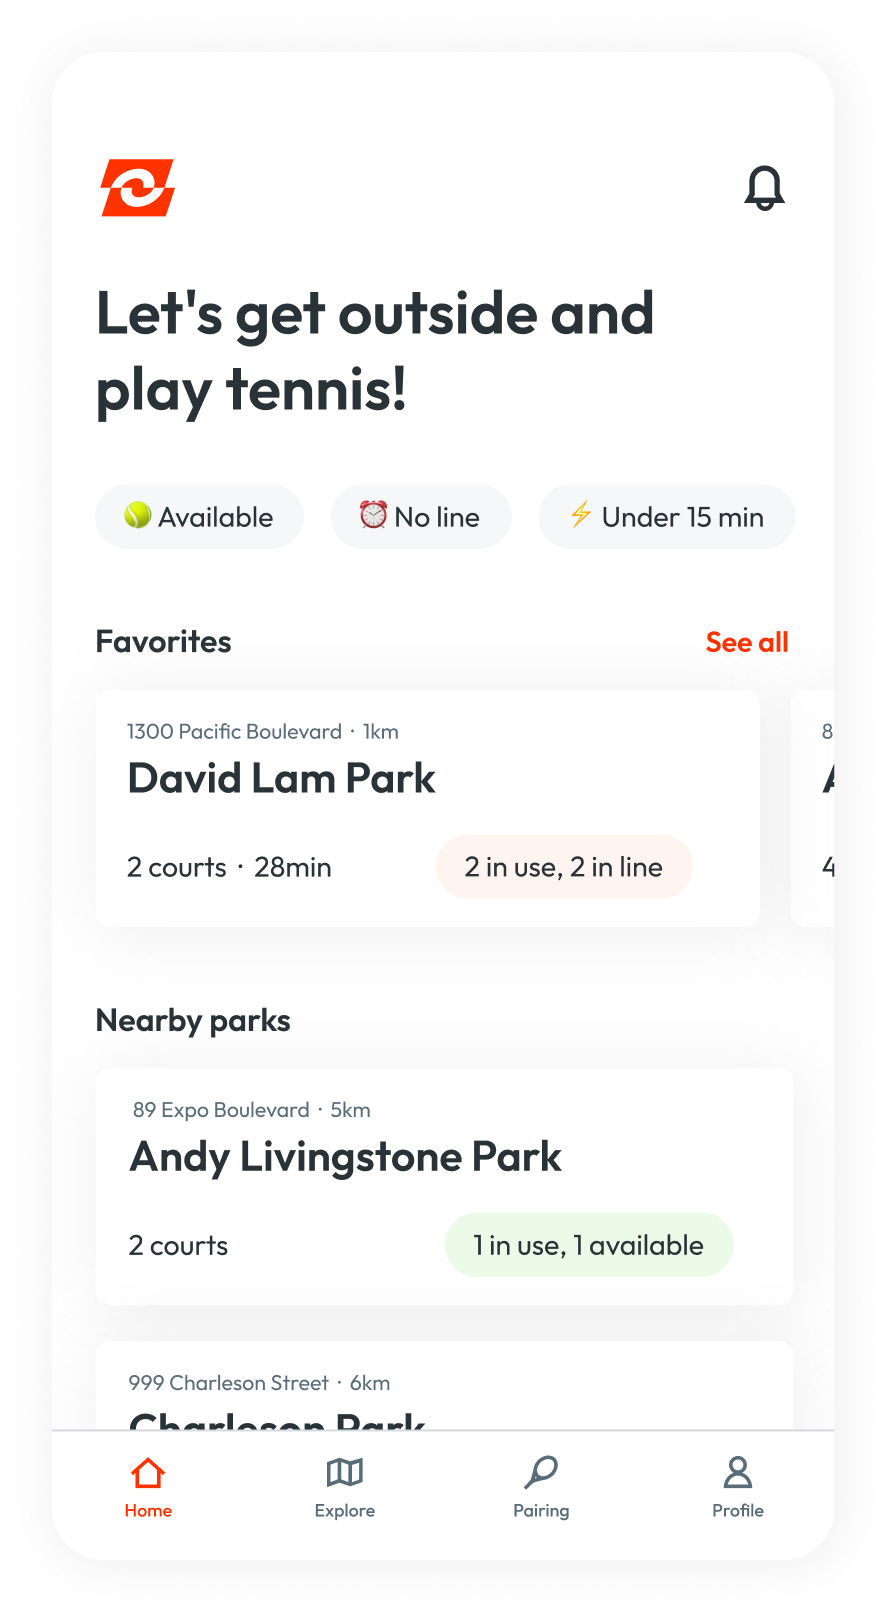 Let's get outside and
play tennis!
Available
No line
Under 15 min
Favorites
See all
1300 Pacific Boulevard · 1km
David Lam Park
2 courts · 28min
2 in use, 2 in line
8
A
4
Nearby parks
89 Expo Boulevard · 5km
Andy Livingstone Park
2 courts
1 in use, 1 available
999 Charleson Street · 6km
Charleson Park
Home
Explore
Pairing
Profile